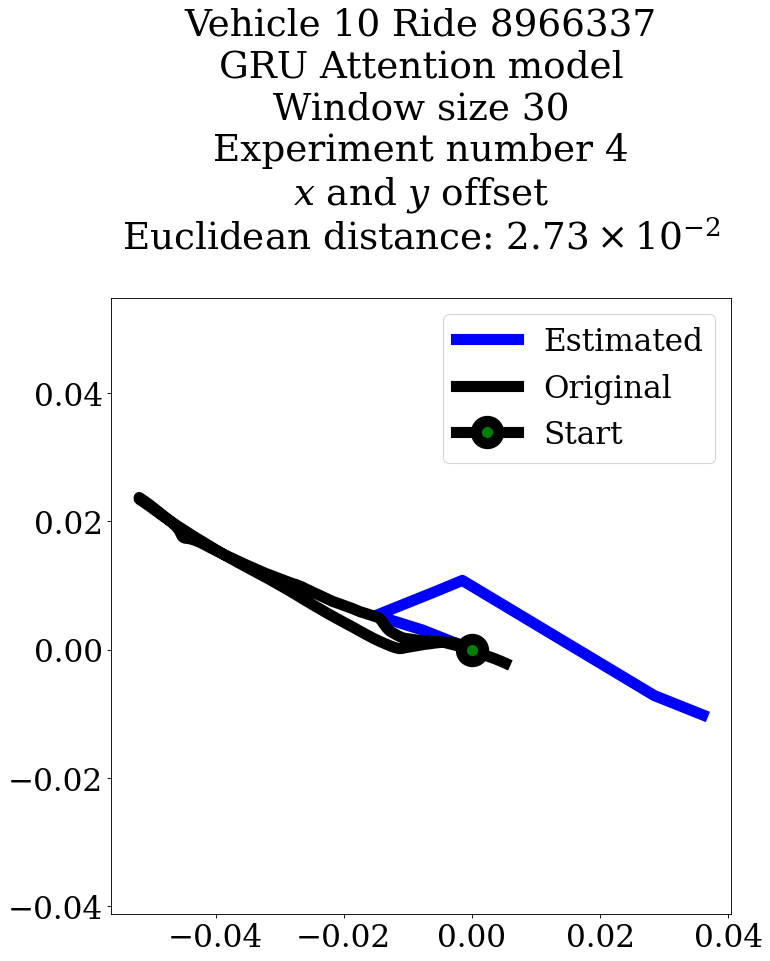 Vehicle 10 Ride 8966337
GRU Attention model
Window size 30
Experiment number 4
x and y offset
Euclidean distance: 2.73 × 10⁻²
Estimated
Original
Start
0.04
0.02
0.00
−0.02
−0.04
−0.04 −0.02 0.00 0.02 0.04